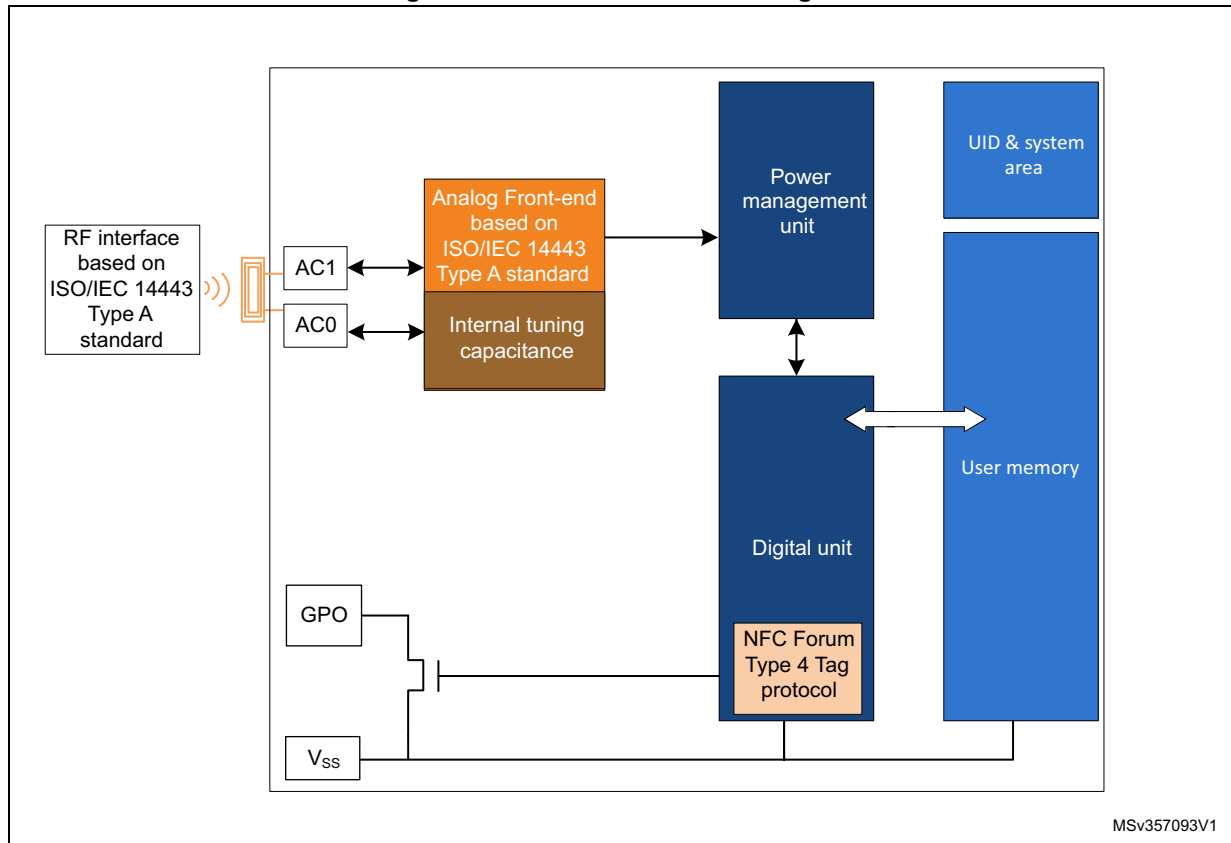 RF interface
based on
ISO/IEC 14443
Type A
standard
AC1
AC0
Analog Front-end
based on
ISO/IEC 14443
Type A standard
Internal tuning
capacitance
Power
management
unit
UID & system
area
User memory
Digital unit
NFC Forum
Type 4 Tag
protocol
GPO
VSS
MSv357093V1